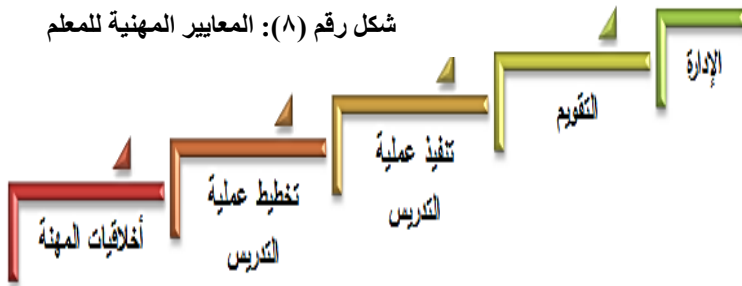 شكل رقم (٨): المعايير المهنية للمعلم
الإدارة
التقويم
تنفيذ عملية
التدريس
تخطيط عملية
التدريس
أخلاقيات المهنة